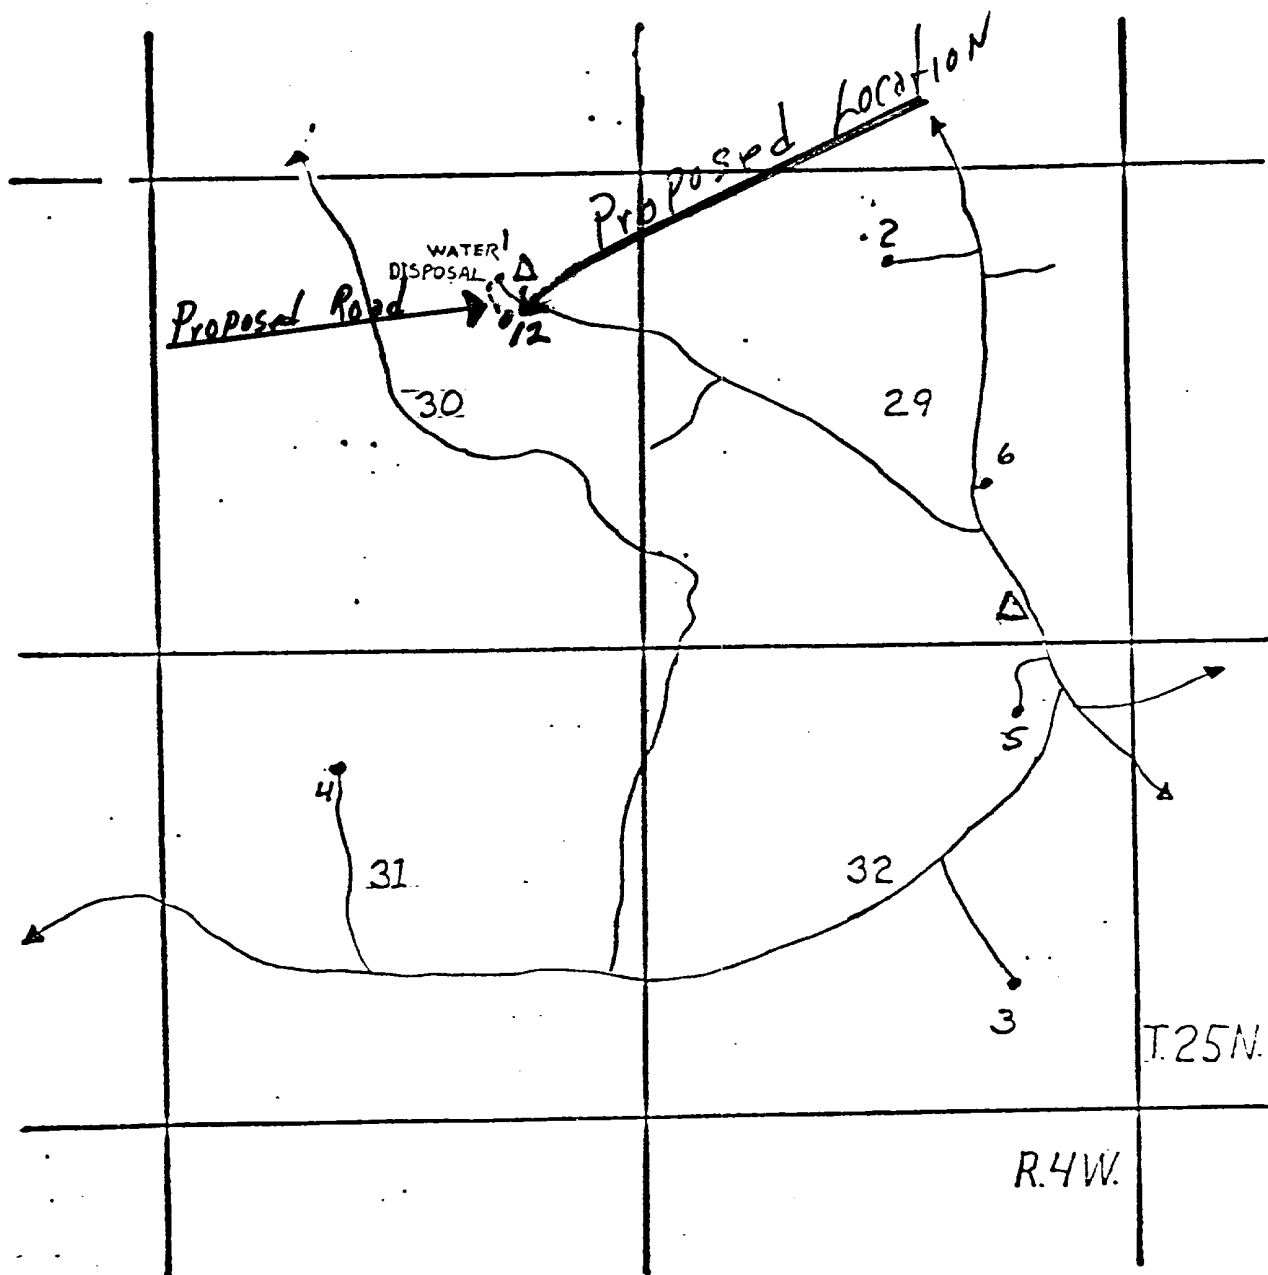 Proposed Location
2
WATER 1
DISPOSAL
Proposed Road
12
30
29
6
5
4
31
32
3
T.25N.
R.4W.